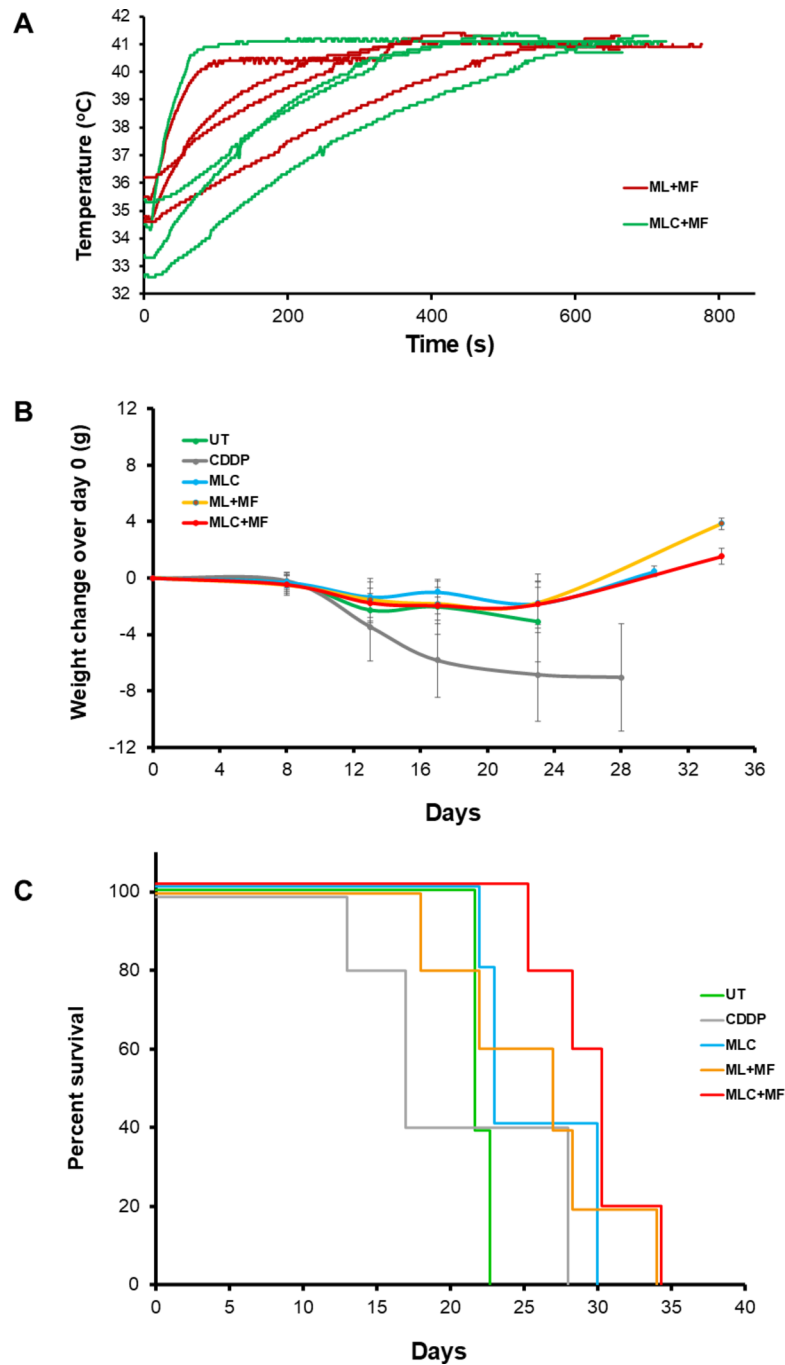 A
Temperature (°C)
42
41
40
39
38
37
36
35
34
33
32
0
200
400
600
800
Time (s)
ML+MF
MLC+MF
B
Weight change over day 0 (g)
12
8
4
0
-4
-8
-12
UT
CDDP
MLC
ML+MF
MLC+MF
0
4
8
12
16
20
24
28
32
36
Days
C
Percent survival
100
80
60
40
20
0
UT
CDDP
MLC
ML+MF
MLC+MF
0
5
10
15
20
25
30
35
40
Days